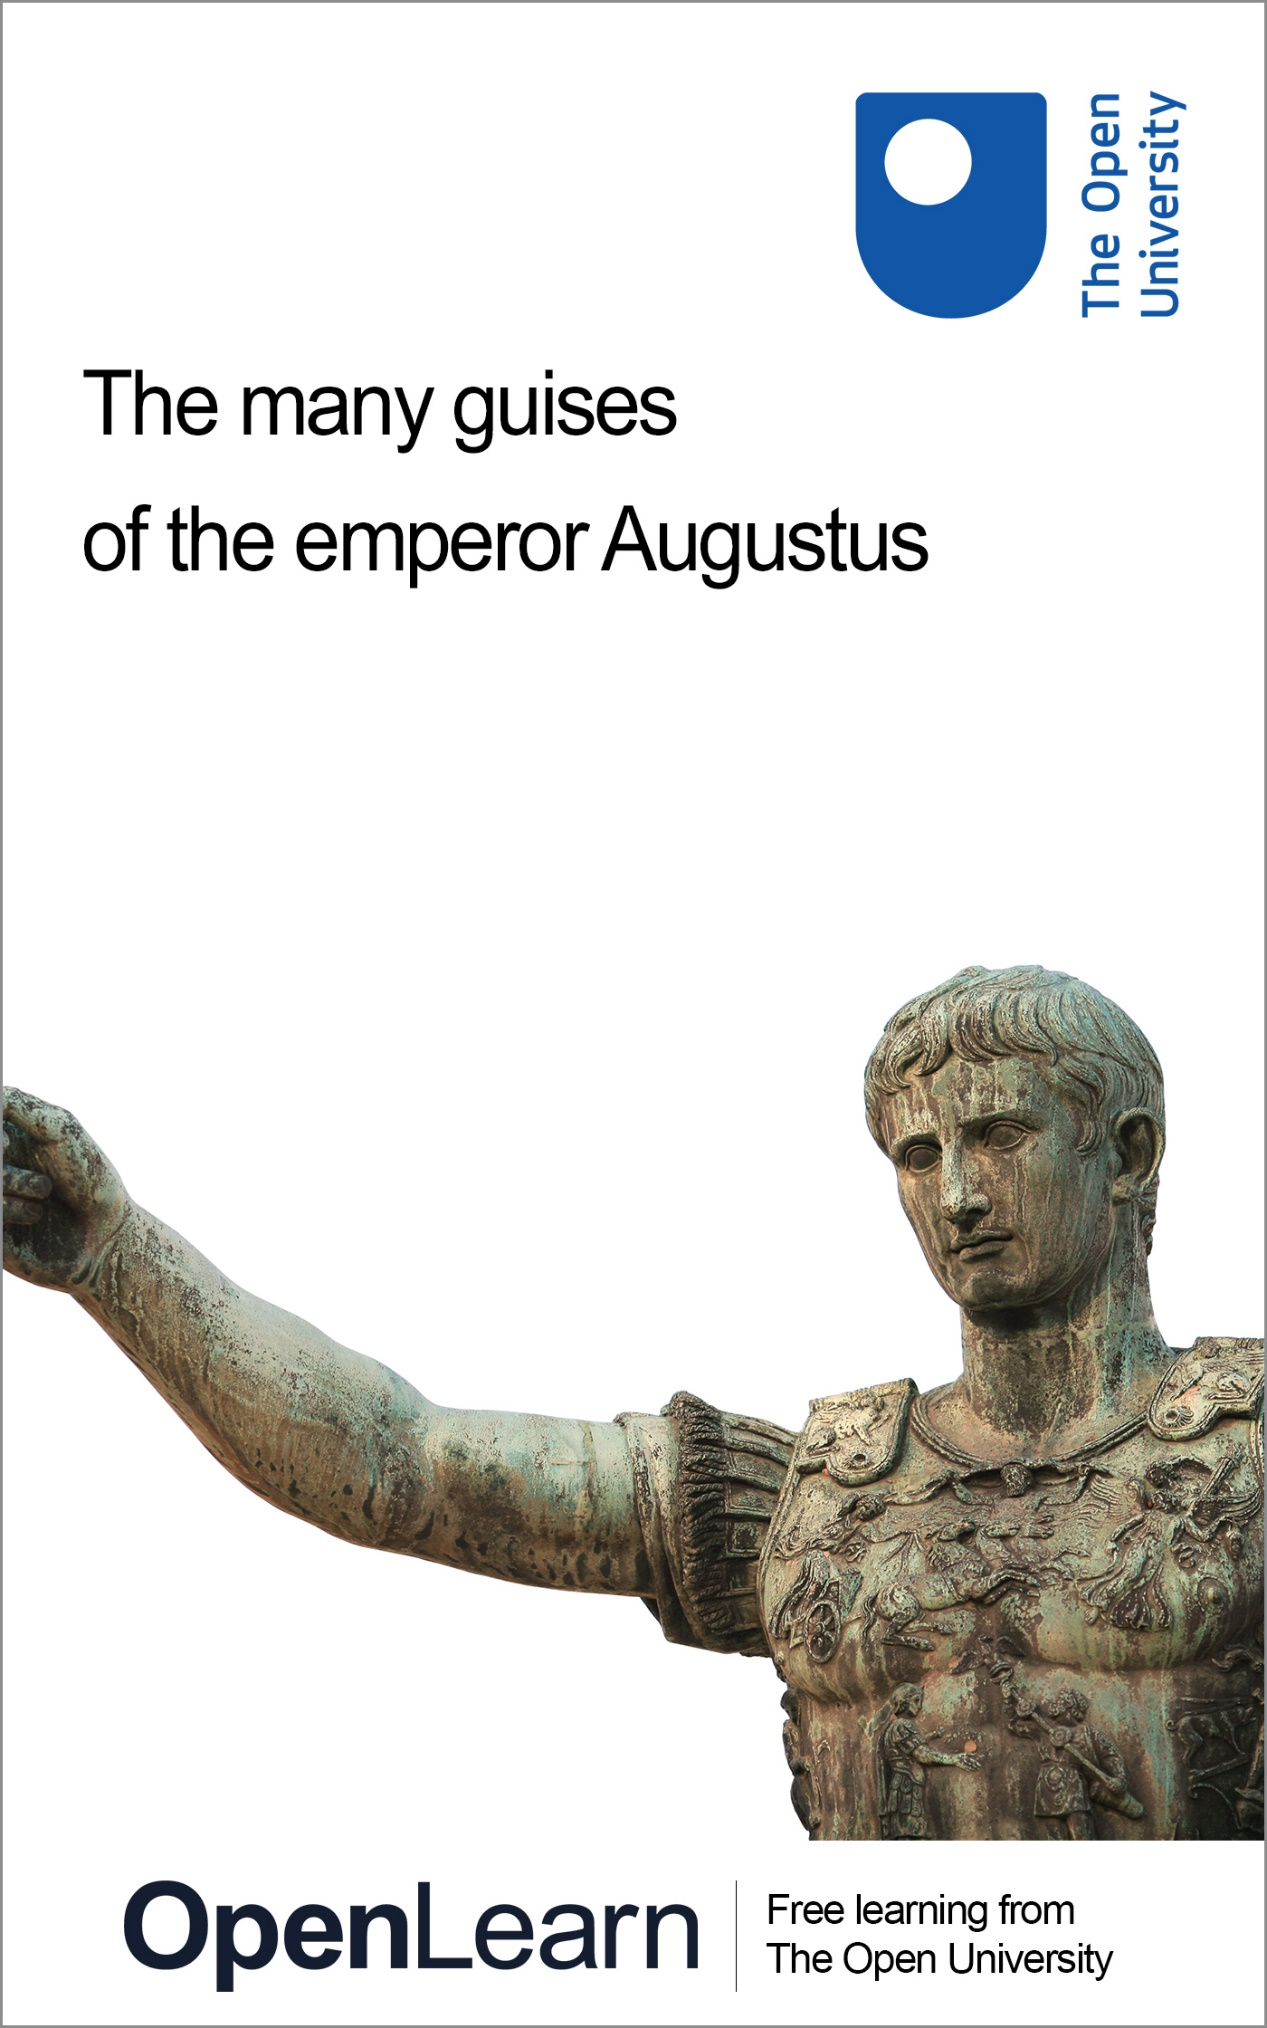 The Open
University
The many guises
of the emperor Augustus
OpenLearn
Free learning from
The Open University